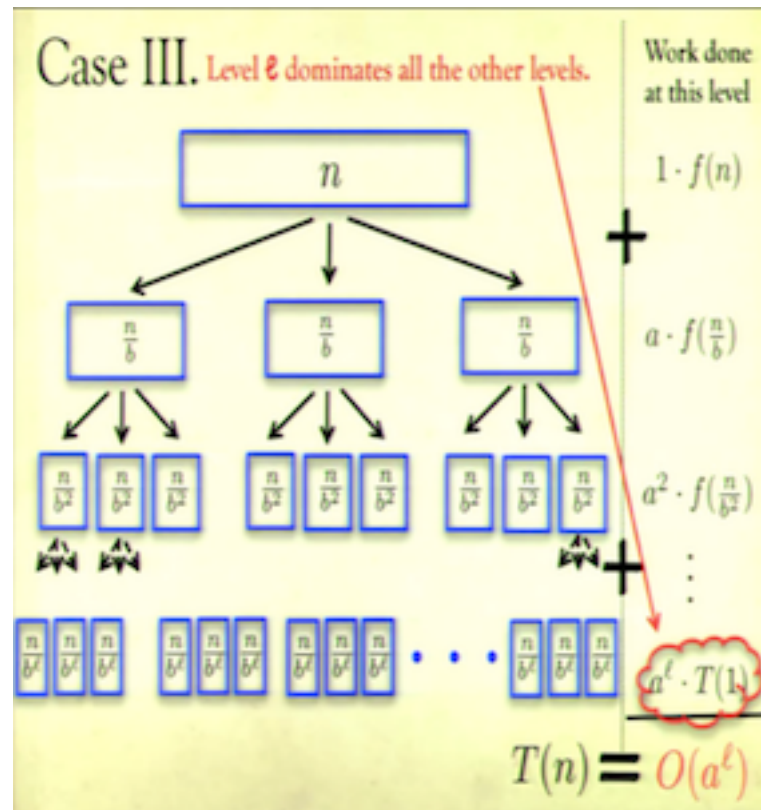 Case III. Level ℓ dominates all the other levels.
Work done
at this level
n
1 · f(n)
+
n/b n/b n/b
a · f(n/b)
n/b² n/b² n/b² n/b² n/b² n/b² n/b² n/b² n/b²
a² · f(n/b²)
+
⋮
n/b^ℓ n/b^ℓ n/b^ℓ n/b^ℓ n/b^ℓ n/b^ℓ n/b^ℓ n/b^ℓ n/b^ℓ • • • n/b^ℓ n/b^ℓ n/b^ℓ
a^ℓ · T(1)
T(n) = O(a^ℓ)